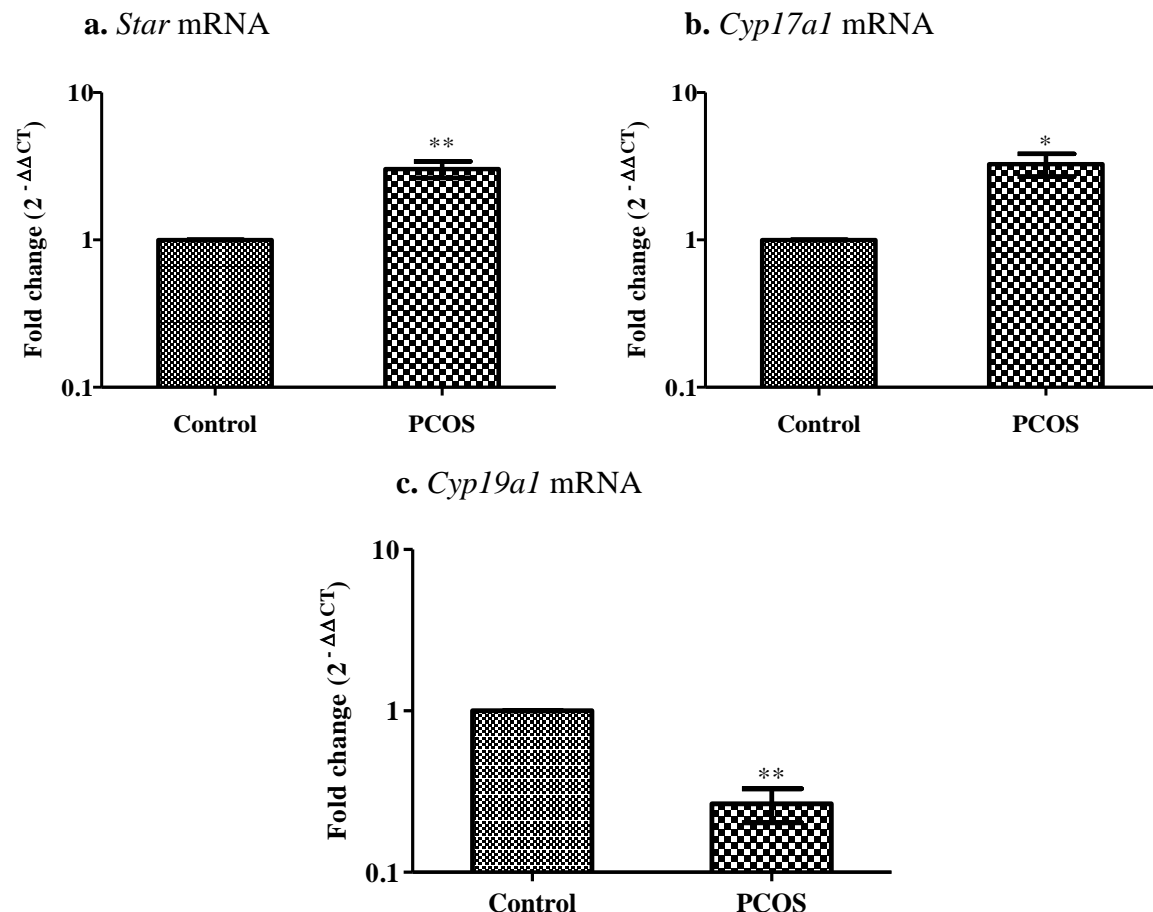 a. Star mRNA
Fold change (2 -ΔΔCT)
10
1
0.1
**
Control
PCOS
b. Cyp17a1 mRNA
Fold change (2 -ΔΔCT)
10
1
0.1
*
Control
PCOS
c. Cyp19a1 mRNA
Fold change (2 -ΔΔCT)
10
1
0.1
**
Control
PCOS